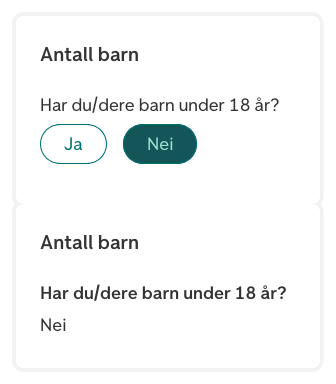 Antall barn
Har du/dere barn under 18 år?
Ja Nei
Antall barn
Har du/dere barn under 18 år?
Nei